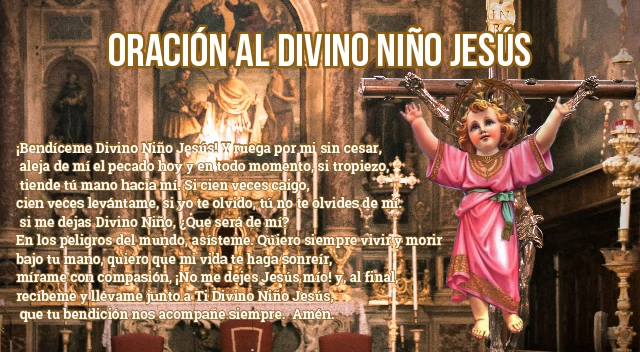 ORACIÓN AL DIVINO NIÑO JESÚS
¡Bendíceme Divino Niño Jesús! Y ruega por mi sin cesar,
aleja de mí el pecado hoy y en todo momento, si tropiezo,
tiende tú mano hacia mí. Si cien veces caigo,
cien veces levántame, si yo te olvido, tú no te olvides de mí.
si me dejas Divino Niño, ¿Que será de mí?
En los peligros del mundo, asísteme. Quiero siempre vivir y morir
bajo tu mano, quiero que mi vida te haga sonreír,
mírame con compasión, ¡No me dejes Jesús mío! y, al final,
recíbeme y llévame junto a Ti Divino Niño Jesús,
que tu bendición nos acompañe siempre. Amén.